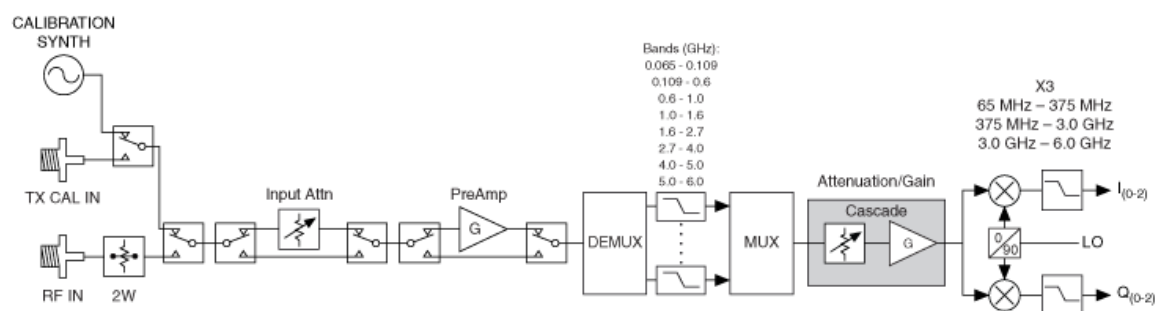 CALIBRATION
SYNTH
TX CAL IN
RF IN
2W
Input Attn
PreAmp
G
DEMUX
Bands (GHz):
0.065 - 0.109
0.109 - 0.6
0.6 - 1.0
1.0 - 1.6
1.6 - 2.7
2.7 - 4.0
4.0 - 5.0
5.0 - 6.0
MUX
Attenuation/Gain
Cascade
G
X3
65 MHz – 375 MHz
375 MHz – 3.0 GHz
3.0 GHz – 6.0 GHz
I(0-2)
0
90
LO
Q(0-2)